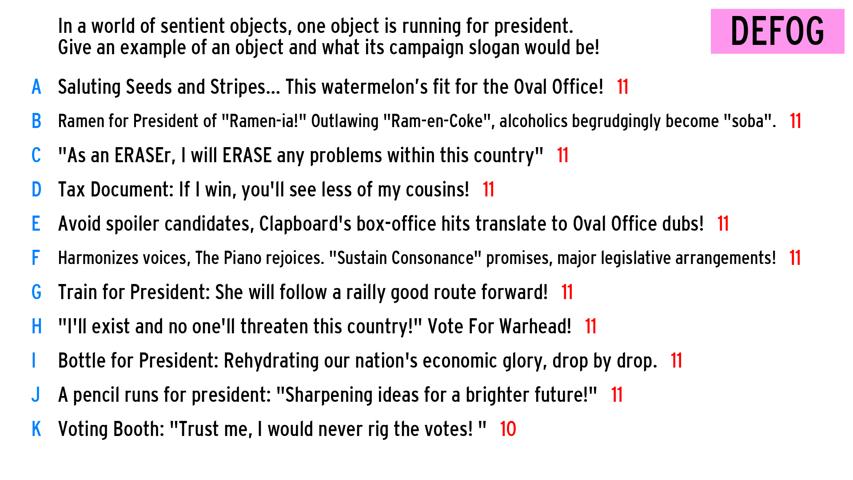 In a world of sentient objects, one object is running for president.
Give an example of an object and what its campaign slogan would be!
DEFOG
A Saluting Seeds and Stripes... This watermelon's fit for the Oval Office! 11
B Ramen for President of "Ramen-ia!" Outlawing "Ram-en-Coke", alcoholics begrudgingly become "soba". 11
C "As an ERASEr, I will ERASE any problems within this country" 11
D Tax Document: If I win, you'll see less of my cousins! 11
E Avoid spoiler candidates, Clapboard's box-office hits translate to Oval Office dubs! 11
F Harmonizes voices, The Piano rejoices. "Sustain Consonance" promises, major legislative arrangements! 11
G Train for President: She will follow a railly good route forward! 11
H "I'll exist and no one'll threaten this country!" Vote For Warhead! 11
I Bottle for President: Rehydrating our nation's economic glory, drop by drop. 11
J A pencil runs for president: "Sharpening ideas for a brighter future!" 11
K Voting Booth: "Trust me, I would never rig the votes! " 10